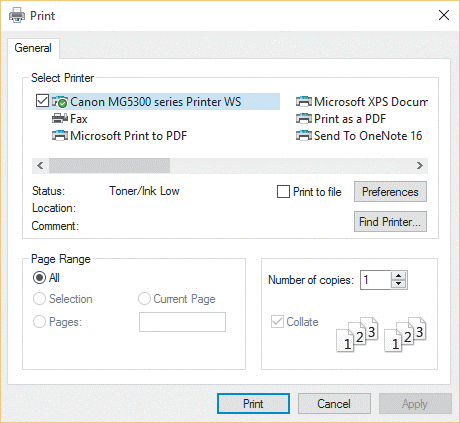 Print
General
Select Printer
Canon MG5300 series Printer WS
Microsoft XPS Docum
Fax
Print as a PDF
Microsoft Print to PDF
Send To OneNote 16
Status: Toner/Ink Low
Print to file
Preferences
Location:
Comment:
Find Printer...
Page Range
All
Selection
Current Page
Pages:
Number of copies: 1
Collate
1 2 3 1 2 3
Print
Cancel
Apply